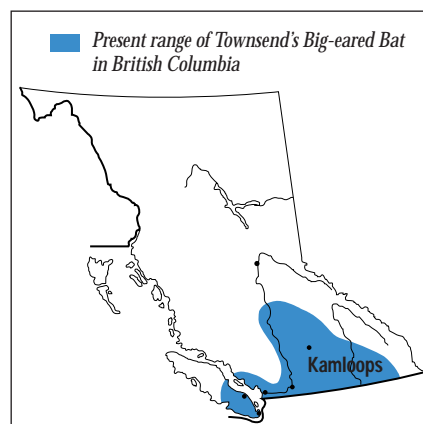 Present range of Townsend's Big-eared Bat
in British Columbia
Kamloops